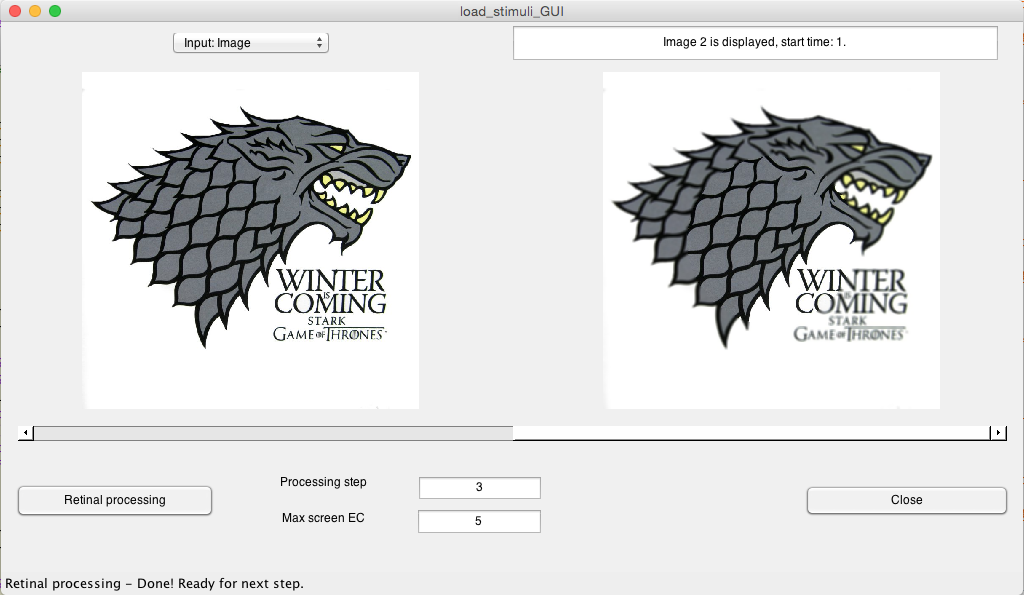 load_stimuli_GUI
Input: Image
Image 2 is displayed, start time: 1.
WINTER
IS
COMING
STARK
GAME OF THRONES
WINTER
IS
COMING
STARK
GAME OF THRONES
Retinal processing
Processing step
3
Max screen EC
5
Close
Retinal processing – Done! Ready for next step.